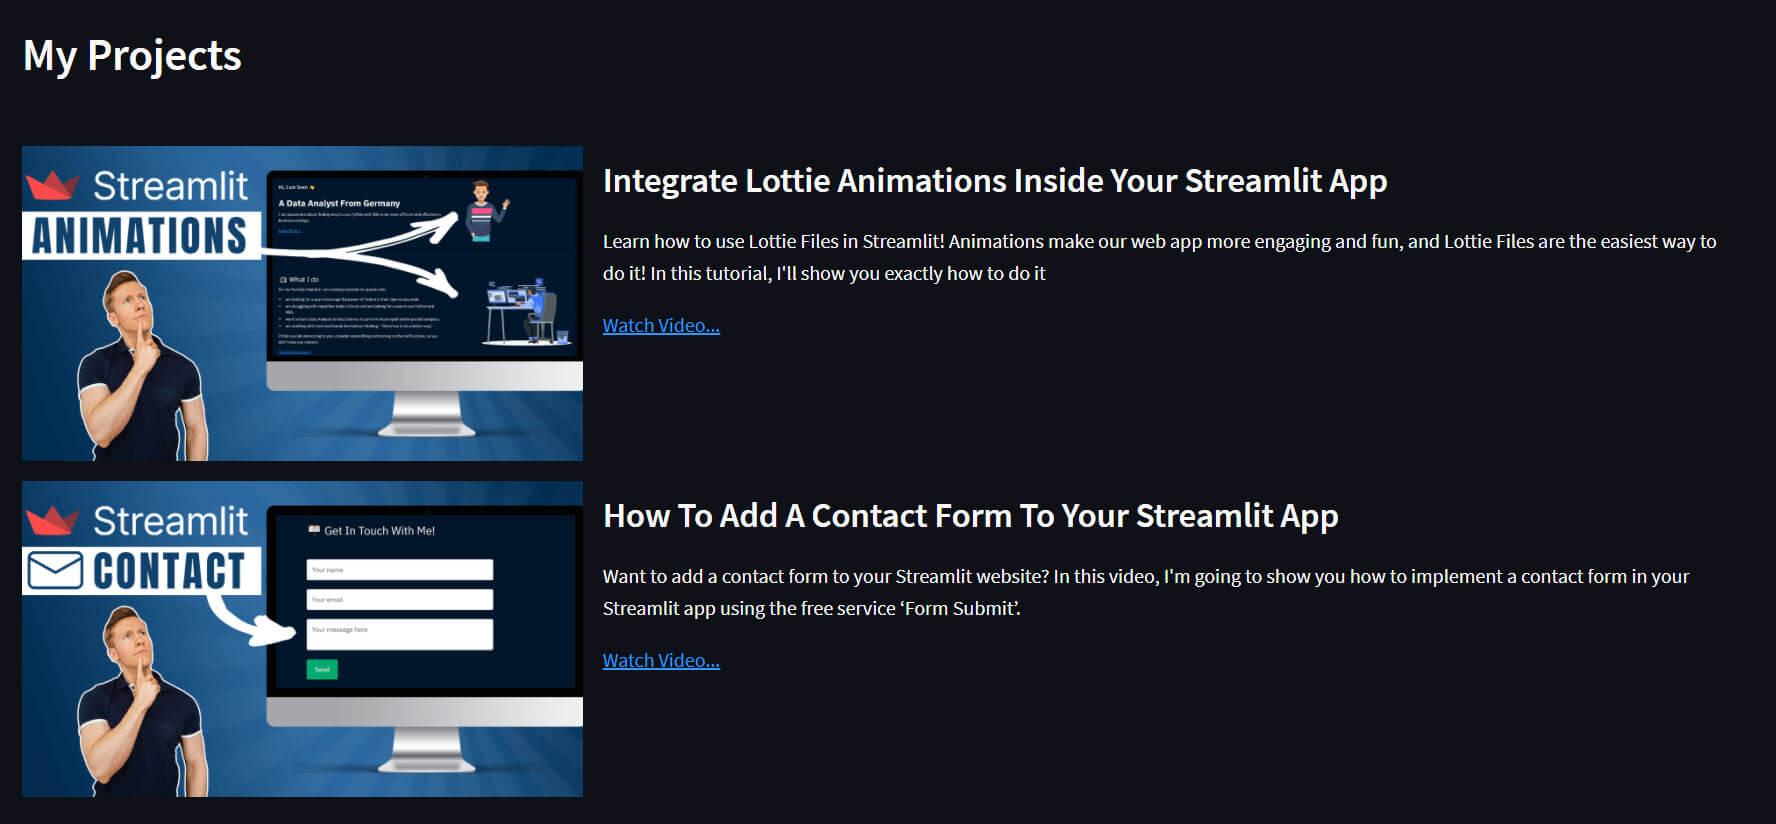 My Projects
Streamlit
ANIMATIONS
Hi, I am Sven
A Data Analyst From Germany
What I do
Integrate Lottie Animations Inside Your Streamlit App
Learn how to use Lottie Files in Streamlit! Animations make our web app more engaging and fun, and Lottie Files are the easiest way to
do it! In this tutorial, I'll show you exactly how to do it
Watch Video...
Streamlit
CONTACT
Get In Touch With Me!
Your name
Your email
Your message here
Send
How To Add A Contact Form To Your Streamlit App
Want to add a contact form to your Streamlit website? In this video, I'm going to show you how to implement a contact form in your
Streamlit app using the free service ‘Form Submit’.
Watch Video...